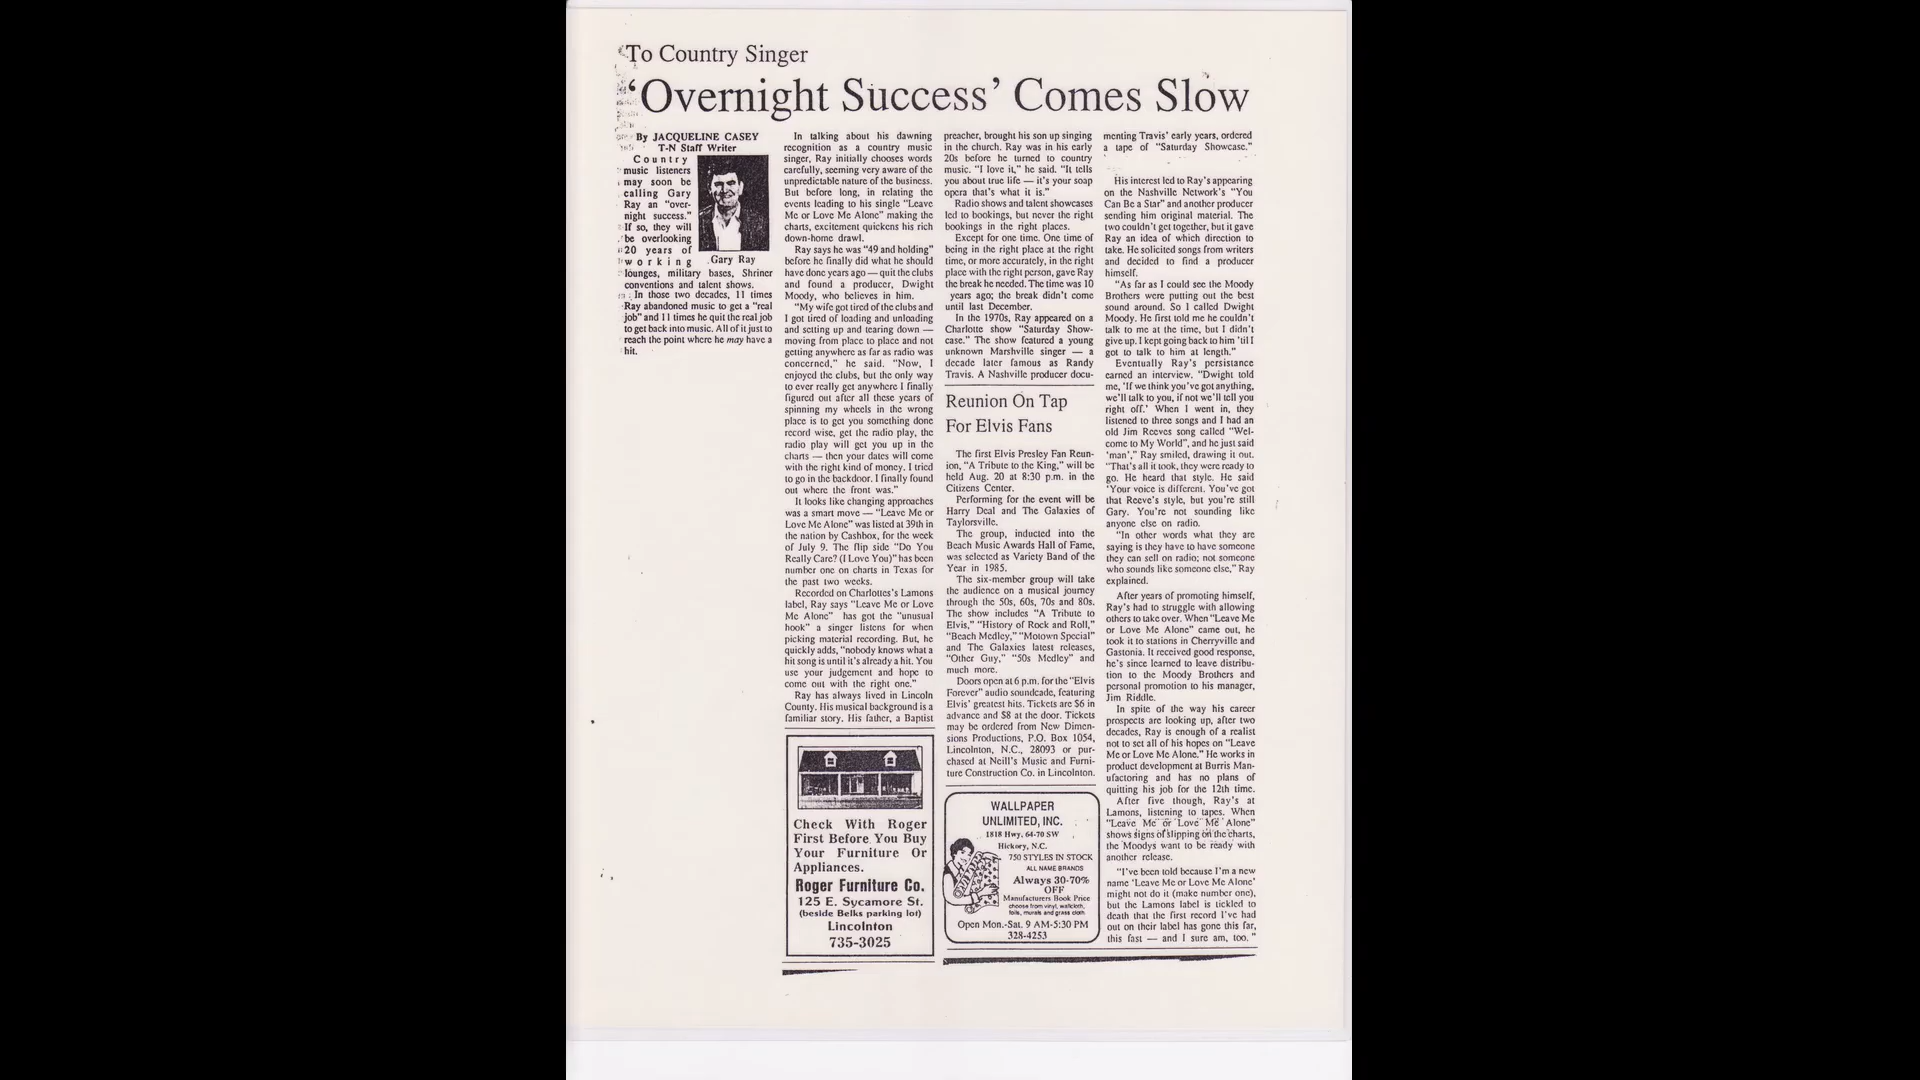 To Country Singer
‘Overnight Success’ Comes Slow
By JACQUELINE CASEY
T-N Staff Writer
Country
music listeners
may soon be
calling Gary
Ray an “over-
night success.”
If so, they will
be overlooking
20 years of
working
Gary Ray
lounges, military bases, Shriner
conventions and talent shows.
In those two decades, 11 times
Ray abandoned music to get a “real
job” and 11 times he quit the real job
to get back into music. All of it just to
reach the point where he may have a
hit.
In talking about his dawning
recognition as a country music
singer, Ray initially chooses words
carefully, seeming very aware of the
unpredictable nature of the business.
But before long, in relating the
events leading to his single “Leave
Me or Love Me Alone” making the
charts, excitement quickens his rich
down-home drawl.
Ray says he was “49 and holding”
before he finally did what he should
have done years ago — quit the clubs
and found a producer, Dwight
Moody, who believes in him.
“My wife got tired of the clubs and
I got tired of loading and unloading
and setting up and tearing down —
moving from place to place and not
getting anywhere as far as radio was
concerned,” he said. “Now, I
enjoyed the clubs, but the only way
to ever really get anywhere I finally
figured out after all these years of
spinning my wheels in the wrong
place is to get you something done
record wise, get the radio play, the
radio play will get you up in the
charts — then your dates will come
with the right kind of money. I tried
to go in the backdoor. I finally found
out where the front was.”
It looks like changing approaches
was a smart move — “Leave Me or
Love Me Alone” was listed at 39th in
the nation by Cashbox, for the week
of July 9. The flip side “Do You
Really Care? (I Love You)” has been
number one on charts in Texas for
the past two weeks.
Recorded on Charlottes’s Lamons
label, Ray says “Leave Me or Love
Me Alone” has got the “unusual
hook” a singer listens for when
picking material recording. But, he
quickly adds, “nobody knows what a
hit song is until it’s already a hit. You
use your judgement and hope to
come out with the right one.”
Ray has always lived in Lincoln
County. His musical background is a
familiar story. His father, a Baptist
Check With Roger
First Before You Buy
Your Furniture Or
Appliances.
Roger Furniture Co.
125 E. Sycamore St.
(beside Belks parking lot)
Lincolnton
735-3025
preacher, brought his son up singing
in the church. Ray was in his early
20s before he turned to country
music. “I love it,” he said. “It tells
you about true life — it’s your soap
opera that’s what it is.”
Radio shows and talent showcases
led to bookings, but never the right
bookings in the right places.
Except for one time. One time of
being in the right place at the right
time, or more accurately, in the right
place with the right person, gave Ray
the break he needed. The time was 10
years ago; the break didn’t come
until last December.
In the 1970s, Ray appeared on a
Charlotte show “Saturday Show-
case.” The show featured a young
unknown Marshville singer — a
decade later famous as Randy
Travis. A Nashville producer docu-
Reunion On Tap
For Elvis Fans
The first Elvis Presley Fan Reun-
ion, “A Tribute to the King,” will be
held Aug. 20 at 8:30 p.m. in the
Citizens Center.
Performing for the event will be
Harry Deal and The Galaxies of
Taylorsville.
The group, inducted into the
Beach Music Awards Hall of Fame,
was selected as Variety Band of the
Year in 1985.
The six-member group will take
the audience on a musical journey
through the 50s, 60s, 70s and 80s.
The show includes “A Tribute to
Elvis,” “History of Rock and Roll,”
“Beach Medley,” “Motown Special”
and The Galaxies latest releases,
“Other Guy,” “50s Medley” and
much more.
Doors open at 6 p.m. for the “Elvis
Forever” audio soundcade, featuring
Elvis’ greatest hits. Tickets are $6 in
advance and $8 at the door. Tickets
may be ordered from New Dimen-
sions Productions, P.O. Box 1054,
Lincolnton, N.C., 28093 or pur-
chased at Neill’s Music and Furni-
ture Construction Co. in Lincolnton.
WALLPAPER
UNLIMITED, INC.
1818 Hwy. 64-70 SW
Hickory, N.C.
750 STYLES IN STOCK
ALL NAME BRANDS
Always 30-70%
OFF
Manufacturers Book Price
choose from vinyl, wallcloth,
foils, murals and grass cloth
Open Mon.-Sat. 9 AM-5:30 PM
328-4253
menting Travis’ early years, ordered
a tape of “Saturday Showcase.”
His interest led to Ray’s appearing
on the Nashville Network’s “You
Can Be a Star” and another producer
sending him original material. The
two couldn’t get together, but it gave
Ray an idea of which direction to
take. He solicited songs from writers
and decided to find a producer
himself.
“As far as I could see the Moody
Brothers were putting out the best
sound around. So I called Dwight
Moody. He first told me he couldn’t
talk to me at the time, but I didn’t
give up. I kept going back to him ’til I
got to talk to him at length.”
Eventually Ray’s persistance
earned an interview. “Dwight told
me, ‘If we think you’ve got anything,
we’ll talk to you, if not we’ll tell you
right off.’ When I went in, they
listened to three songs and I had an
old Jim Reeves song called “Wel-
come to My World”, and he just said
‘man’,” Ray smiled, drawing it out.
“That’s all it took, they were ready to
go. He heard that style. He said
‘Your voice is different. You’ve got
that Reeve’s style, but you’re still
Gary. You’re not sounding like
anyone else on radio.
“In other words what they are
saying is they have to have someone
they can sell on radio; not someone
who sounds like someone else,” Ray
explained.
After years of promoting himself,
Ray’s had to struggle with allowing
others to take over. When “Leave Me
or Love Me Alone” came out, he
took it to stations in Cherryville and
Gastonia. It received good response,
he’s since learned to leave distribu-
tion to the Moody Brothers and
personal promotion to his manager,
Jim Riddle.
In spite of the way his career
prospects are looking up, after two
decades, Ray is enough of a realist
not to set all of his hopes on “Leave
Me or Love Me Alone.” He works in
product development at Burris Man-
ufactoring and has no plans of
quitting his job for the 12th time.
After five though, Ray’s at
Lamons, listening to tapes. When
“Leave Me or Love Me Alone”
shows signs of slipping on the charts,
the Moodys want to be ready with
another release.
“I’ve been told because I’m a new
name ‘Leave Me or Love Me Alone’
might not do it (make number one),
but the Lamons label is tickled to
death that the first record I’ve had
out on their label has gone this far,
this fast — and I sure am, too.”